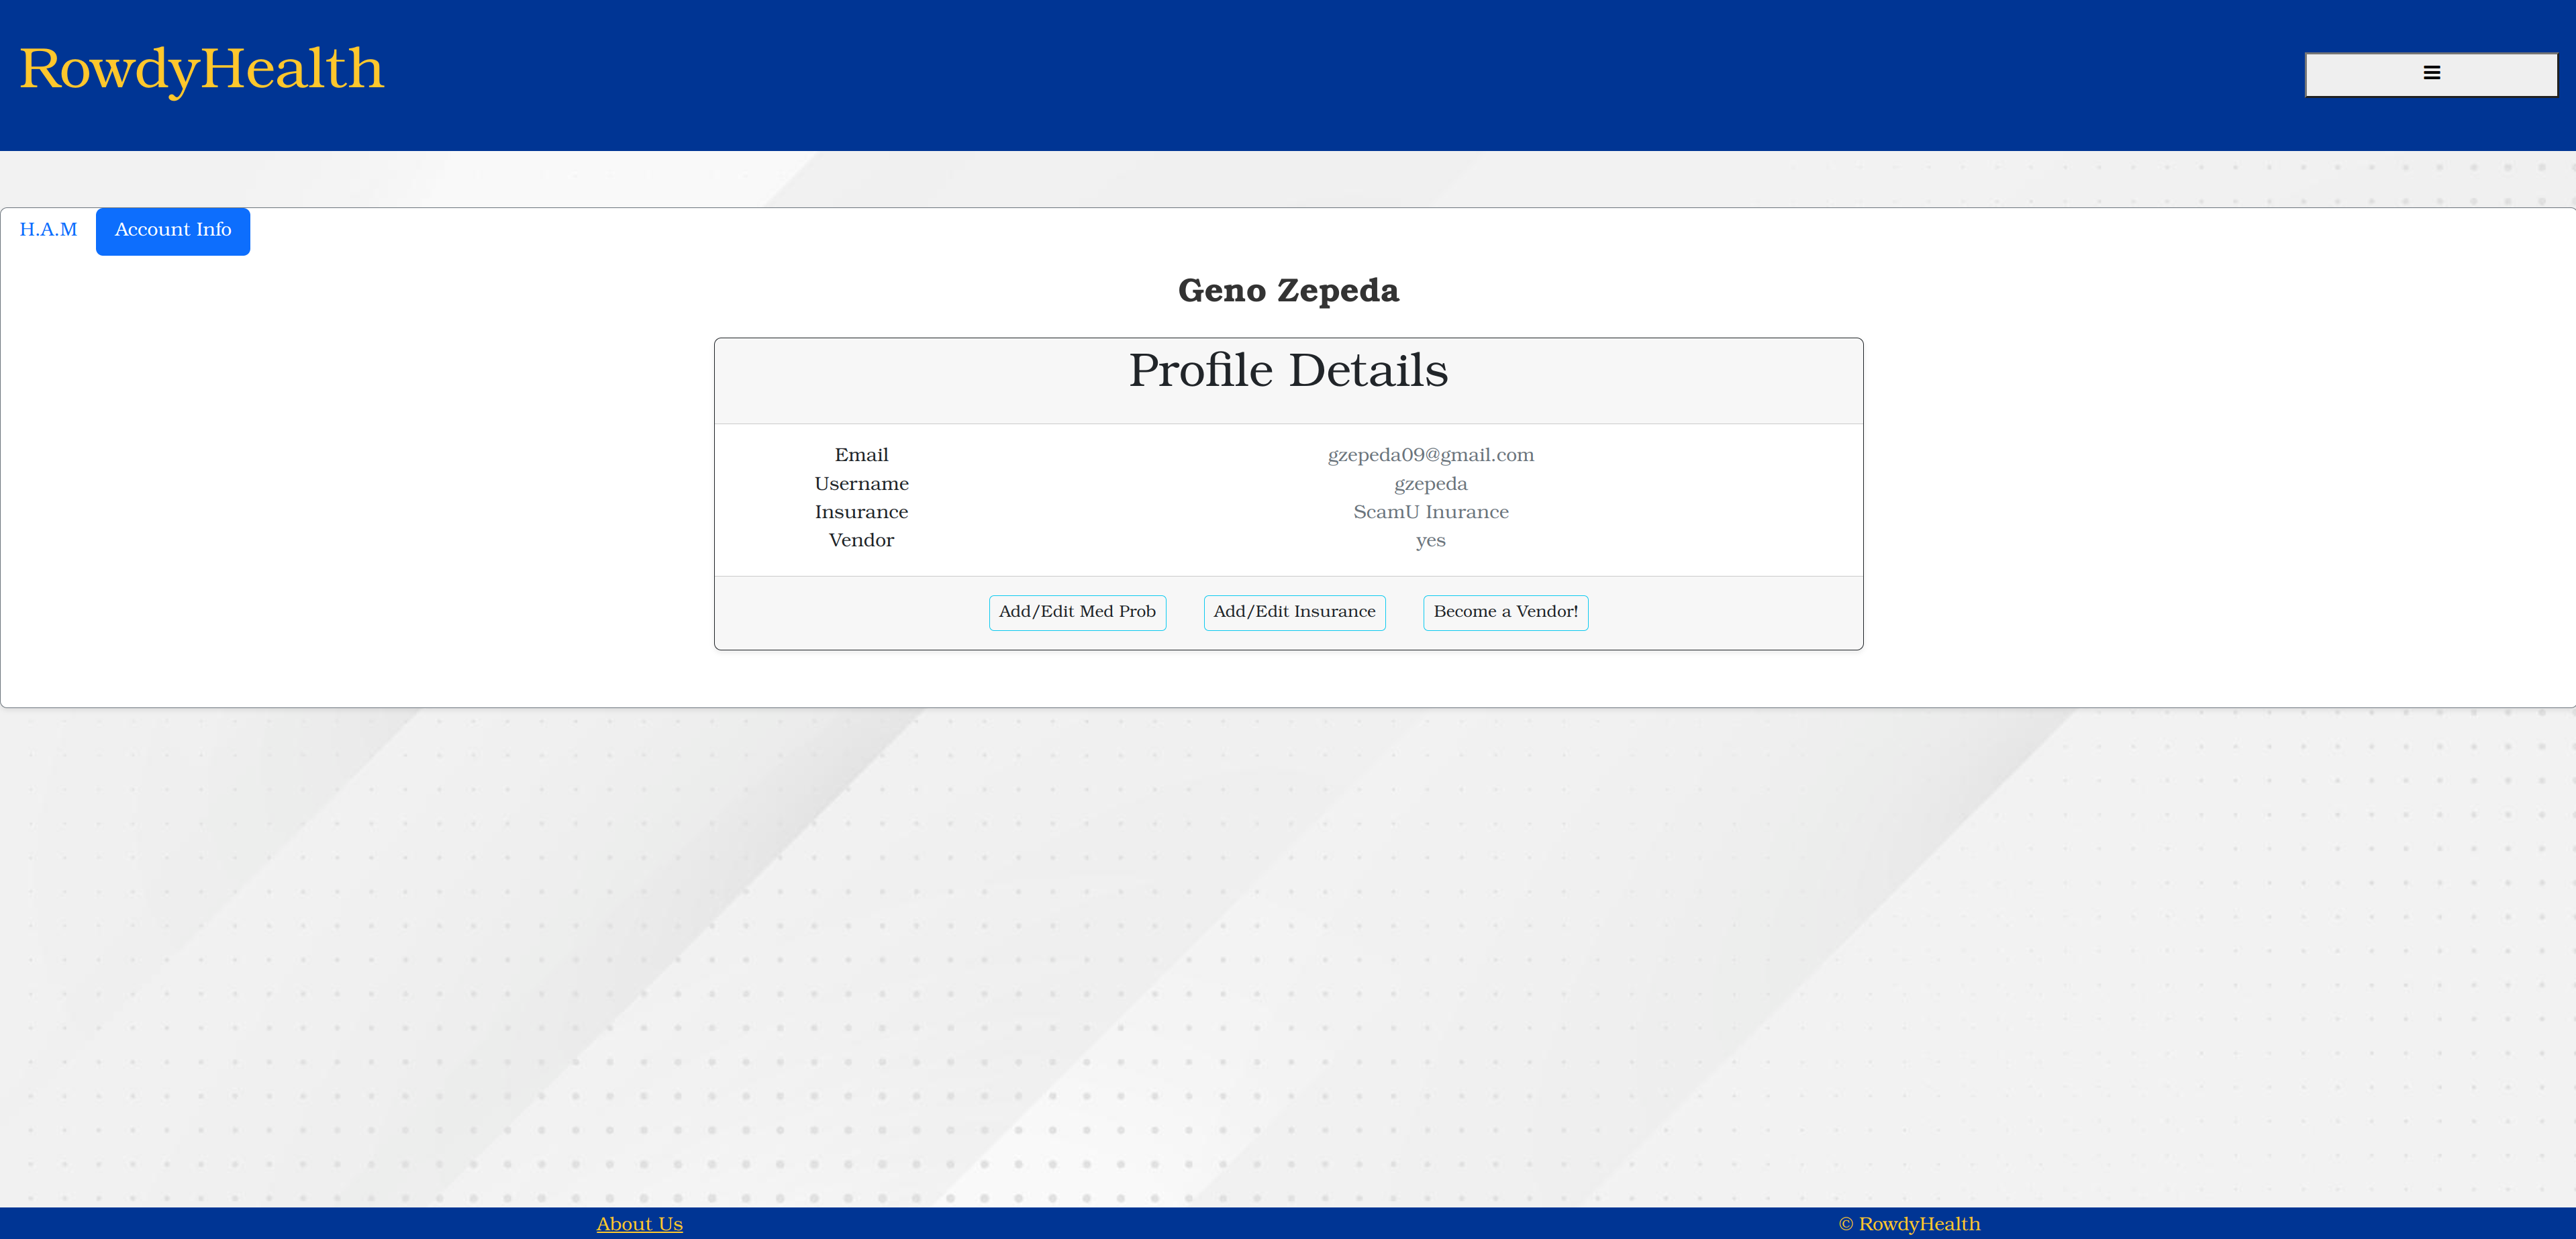 RowdyHealth
H.A.M Account Info
Geno Zepeda
Profile Details
Email gzepeda09@gmail.com
Username gzepeda
Insurance ScamU Inurance
Vendor yes
Add/Edit Med Prob Add/Edit Insurance Become a Vendor!
About Us © RowdyHealth